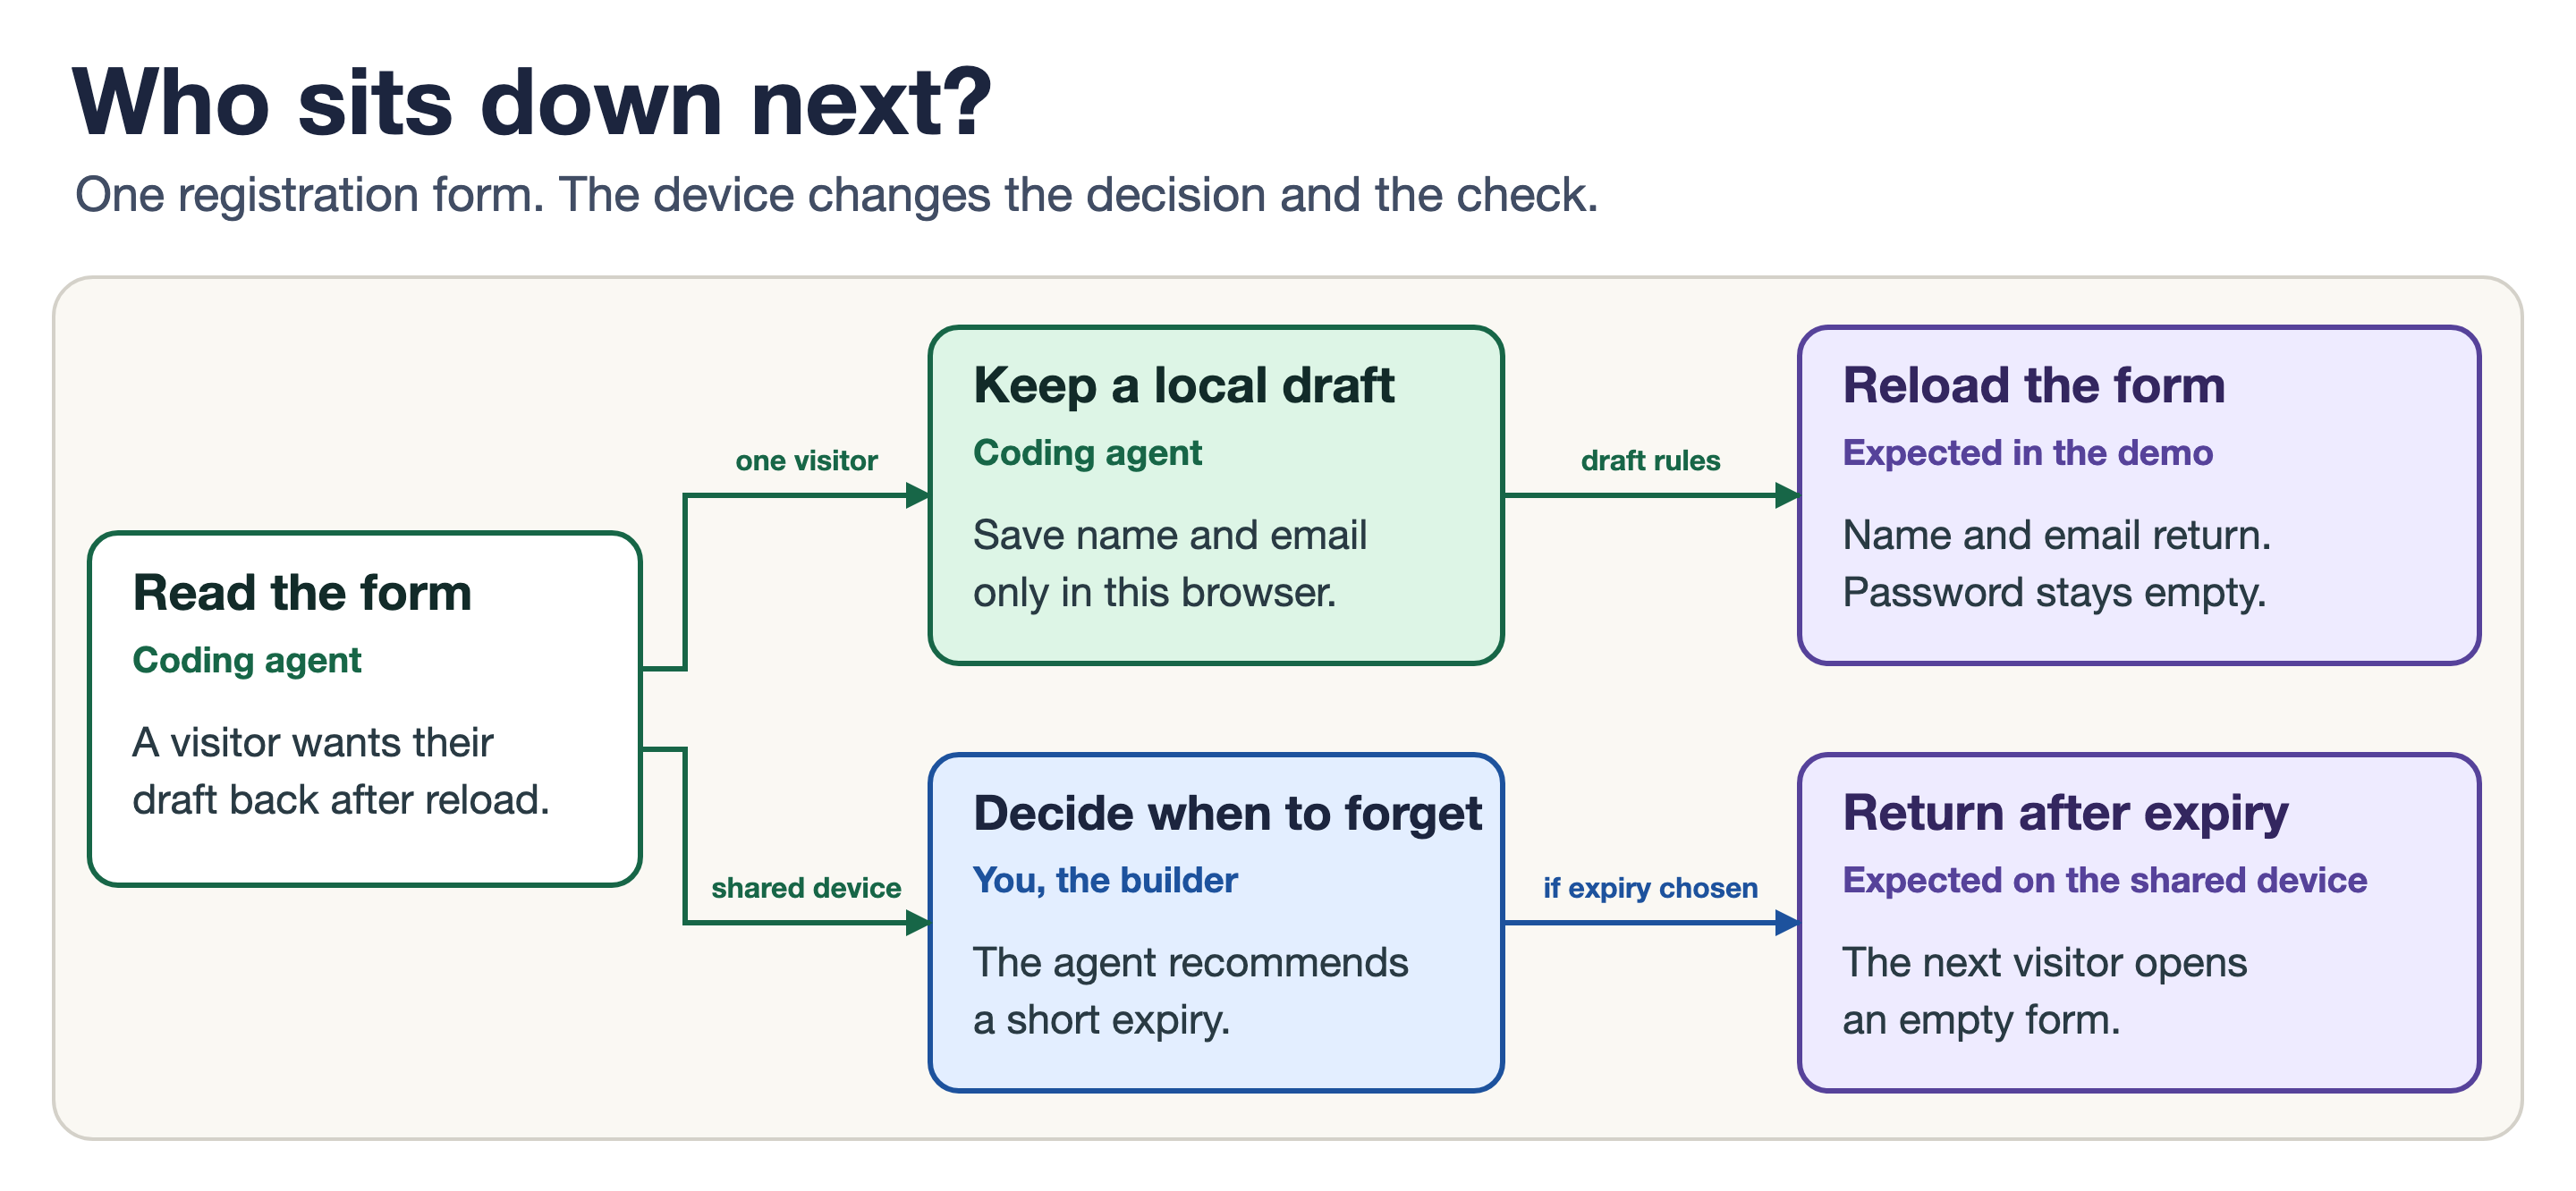 Who sits down next?
One registration form. The device changes the decision and the check.
Read the form
Coding agent
A visitor wants their
draft back after reload.
one visitor
Keep a local draft
Coding agent
Save name and email
only in this browser.
draft rules
Reload the form
Expected in the demo
Name and email return.
Password stays empty.
shared device
Decide when to forget
You, the builder
The agent recommends
a short expiry.
if expiry chosen
Return after expiry
Expected on the shared device
The next visitor opens
an empty form.